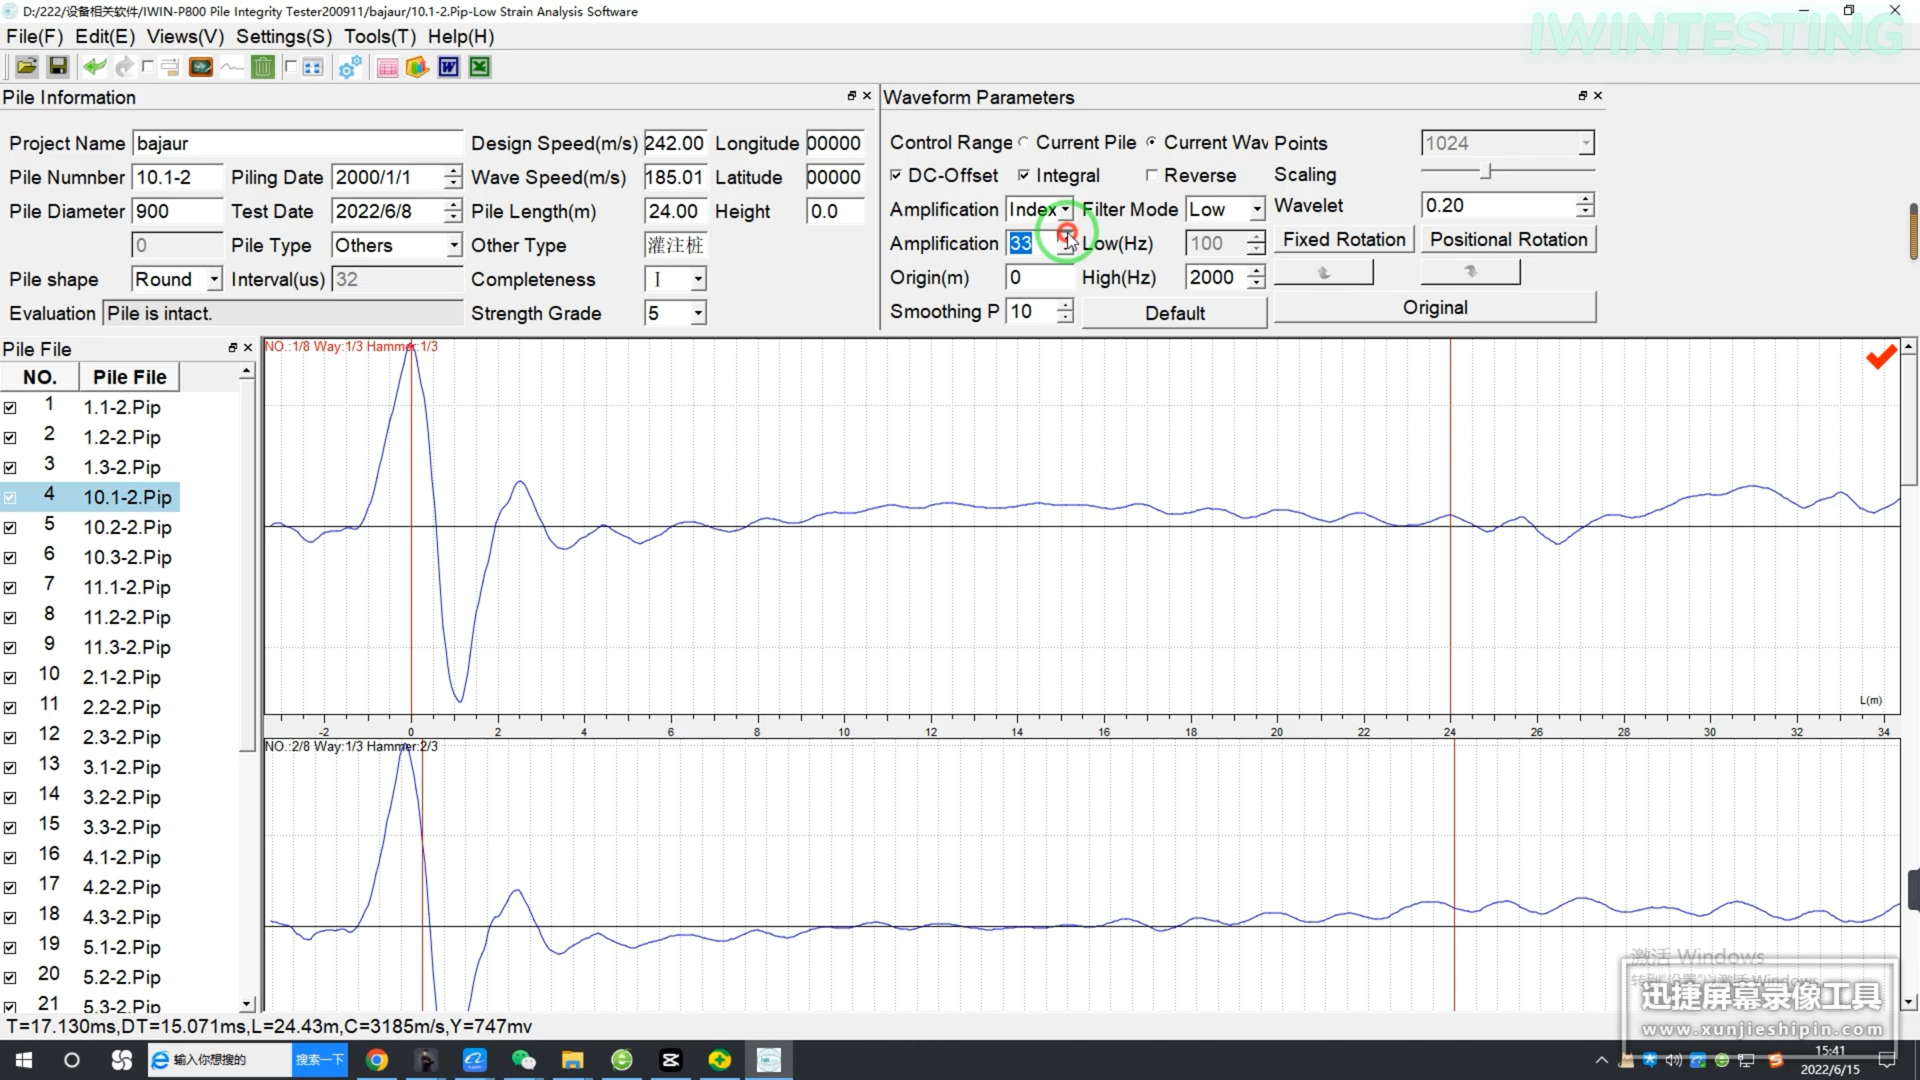 D:/222/设备相关软件/IWIN-P800 Pile Integrity Tester200911/bajaur/10.1-2.Pip-Low Strain Analysis Software
IWINTESTING
File(F) Edit(E) Views(V) Settings(S) Tools(T) Help(H)
Pile Information
Project Name bajaur Design Speed(m/s) 242.00 Longitude 00000
Pile Numnber 10.1-2 Piling Date 2000/1/1 Wave Speed(m/s) 185.01 Latitude 00000
Pile Diameter 900 Test Date 2022/6/8 Pile Length(m) 24.00 Height 0.0
0 Pile Type Others Other Type 灌注桩
Pile shape Round Interval(us) 32 Completeness I
Evaluation Pile is intact. Strength Grade 5
Waveform Parameters
Control Range Current Pile Current Wav Points 1024
DC-Offset Integral Reverse Scaling
Amplification Index Filter Mode Low Wavelet 0.20
Amplification 33 Low(Hz) 100 Fixed Rotation Positional Rotation
Origin(m) 0 High(Hz) 2000
Smoothing P 10 Default Original
Pile File
NO. Pile File
1 1.1-2.Pip
2 1.2-2.Pip
3 1.3-2.Pip
4 10.1-2.Pip
5 10.2-2.Pip
6 10.3-2.Pip
7 11.1-2.Pip
8 11.2-2.Pip
9 11.3-2.Pip
10 2.1-2.Pip
11 2.2-2.Pip
12 2.3-2.Pip
13 3.1-2.Pip
14 3.2-2.Pip
15 3.3-2.Pip
16 4.1-2.Pip
17 4.2-2.Pip
18 4.3-2.Pip
19 5.1-2.Pip
20 5.2-2.Pip
21 5.3-2.Pip
NO.:1/8 Way:1/3 Hammer:1/3
L(m)
-2 0 2 4 6 8 10 12 14 16 18 20 22 24 26 28 30 32 34
NO.:2/8 Way:1/3 Hammer:2/3
激活 Windows
转到"设置"以激活 Windows。
迅捷屏幕录像工具
www.xunjieshipin.com
T=17.130ms,DT=15.071ms,L=24.43m,C=3185m/s,Y=747mv
输入你想搜的 搜索一下
15:41
2022/6/15